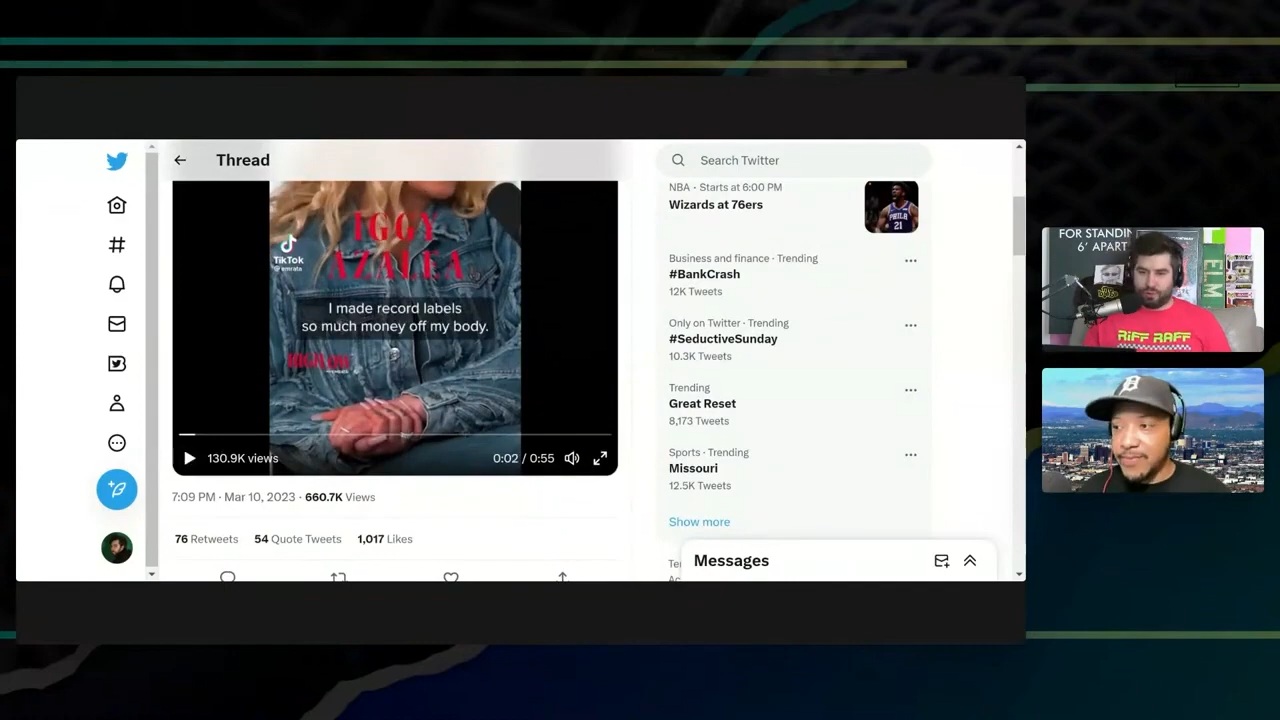 Thread
IGGY
AZALEA
TikTok
I made record labels
so much money off my body.
130.9K views
0:02 / 0:55
7:09 PM · Mar 10, 2023 · 660.7K Views
76 Retweets 54 Quote Tweets 1,017 Likes
Search Twitter
NBA · Starts at 6:00 PM
Wizards at 76ers
PHILA
21
Business and finance · Trending
#BankCrash
12K Tweets
Only on Twitter · Trending
#SeductiveSunday
10.3K Tweets
Trending
Great Reset
8,173 Tweets
Sports · Trending
Missouri
12.5K Tweets
Show more
Messages
FOR STANDIN
6' APART
ELM
RiFF RAFF